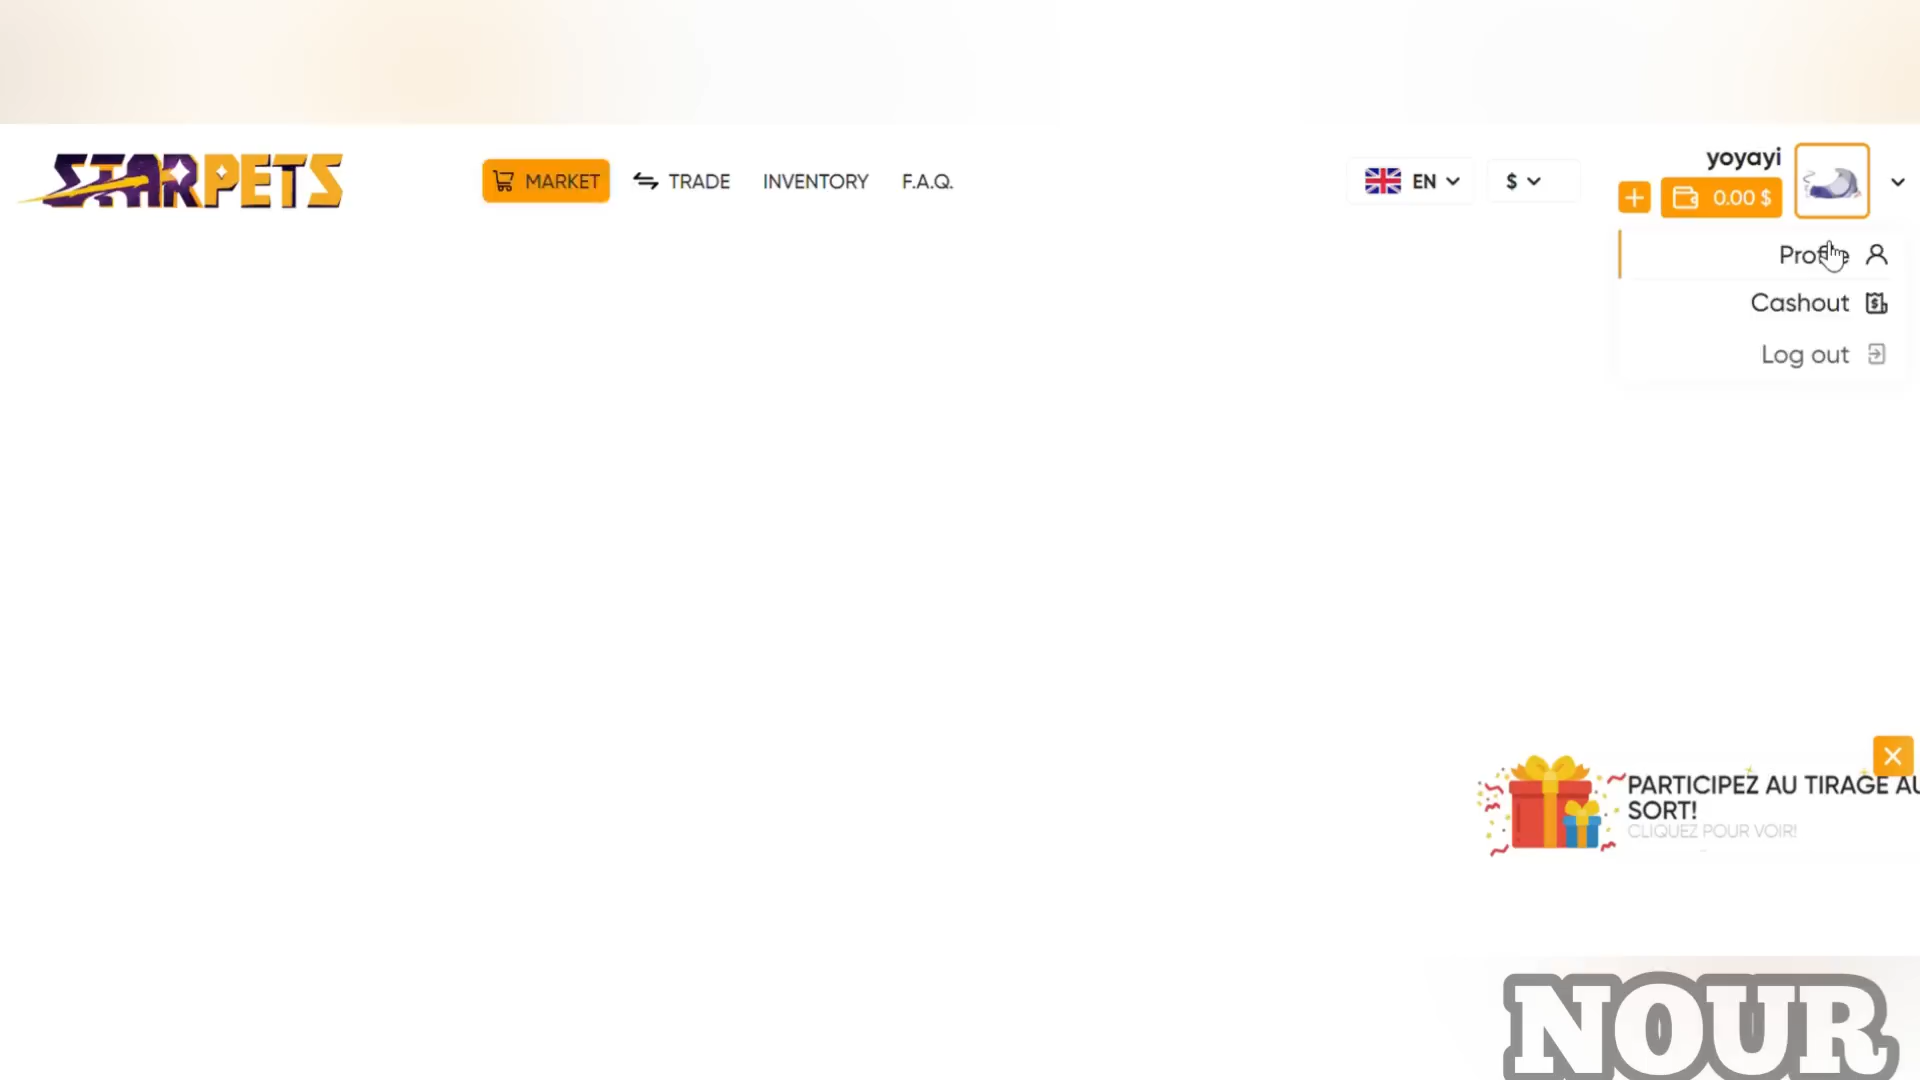 STARPETS
MARKET
TRADE
INVENTORY
F.A.Q.
EN
$
yoyayi
0.00 $
Profile
Cashout
Log out
PARTICIPEZ AU TIRAGE AU
SORT!
CLIQUEZ POUR VOIR!
NOUR